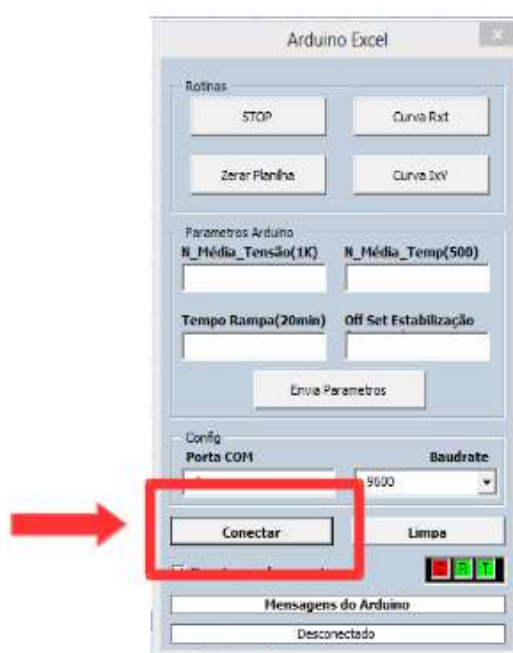 Arduino Excel
x
Rotinas
STOP
Curva Rxt
Zerar Planilha
Curva IxV
Parametros Arduino
N_Média_Tensão(1K) N_Média_Temp(500)
Tempo Rampa(20min) Off Set Estabilização
Envia Parametros
Config
Porta COM
Baudrate
9600
Conectar
Limpa
R T
Mensagens do Arduino
Desconectado